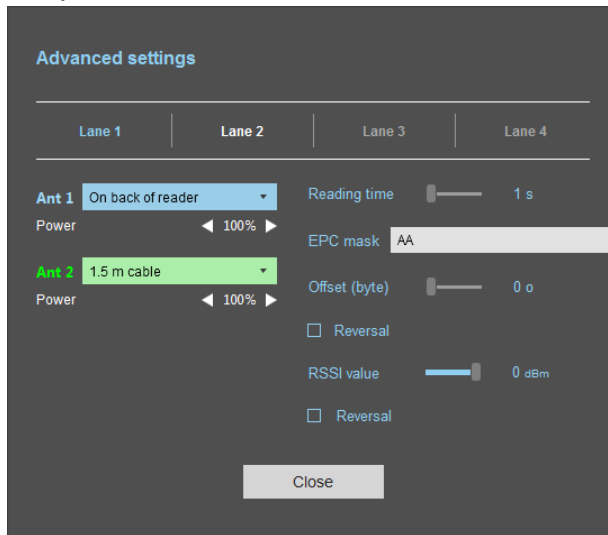 Advanced settings
Lane 1 Lane 2 Lane 3 Lane 4
Ant 1 On back of reader
Power 100%
Ant 2 1.5 m cable
Power 100%
Reading time 1 s
EPC mask AA
Offset (byte) 0 o
Reversal
RSSI value 0 dBm
Reversal
Close